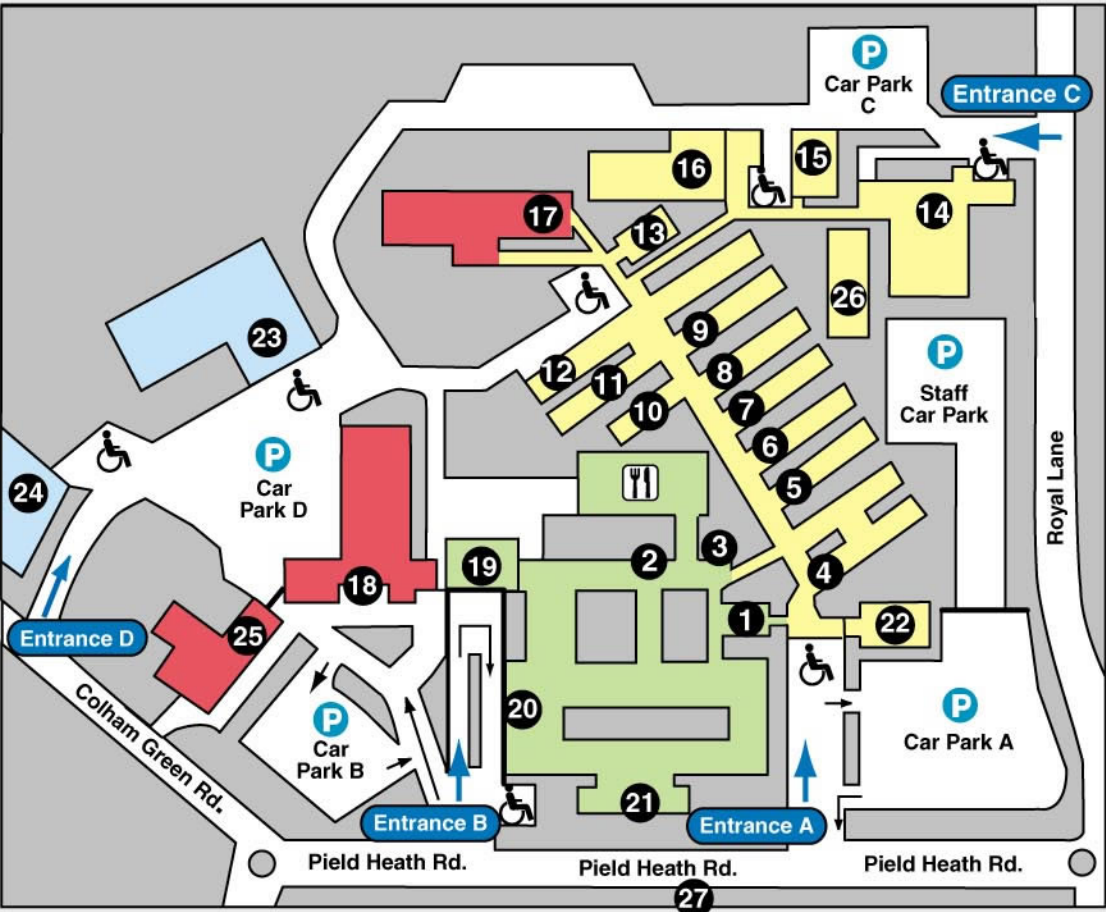 P
Car Park
C
Entrance C
16
15
17
14
13
26
23
9
P
Staff
Car Park
12
11
8
10
7
P
Car
Park D
6
24
5
Royal Lane
3
2
19
4
18
1
22
25
Entrance D
20
P
Car
Park B
P
Car Park A
Colham Green Rd.
21
Entrance B
Entrance A
Pield Heath Rd.
Pield Heath Rd.
Pield Heath Rd.
27